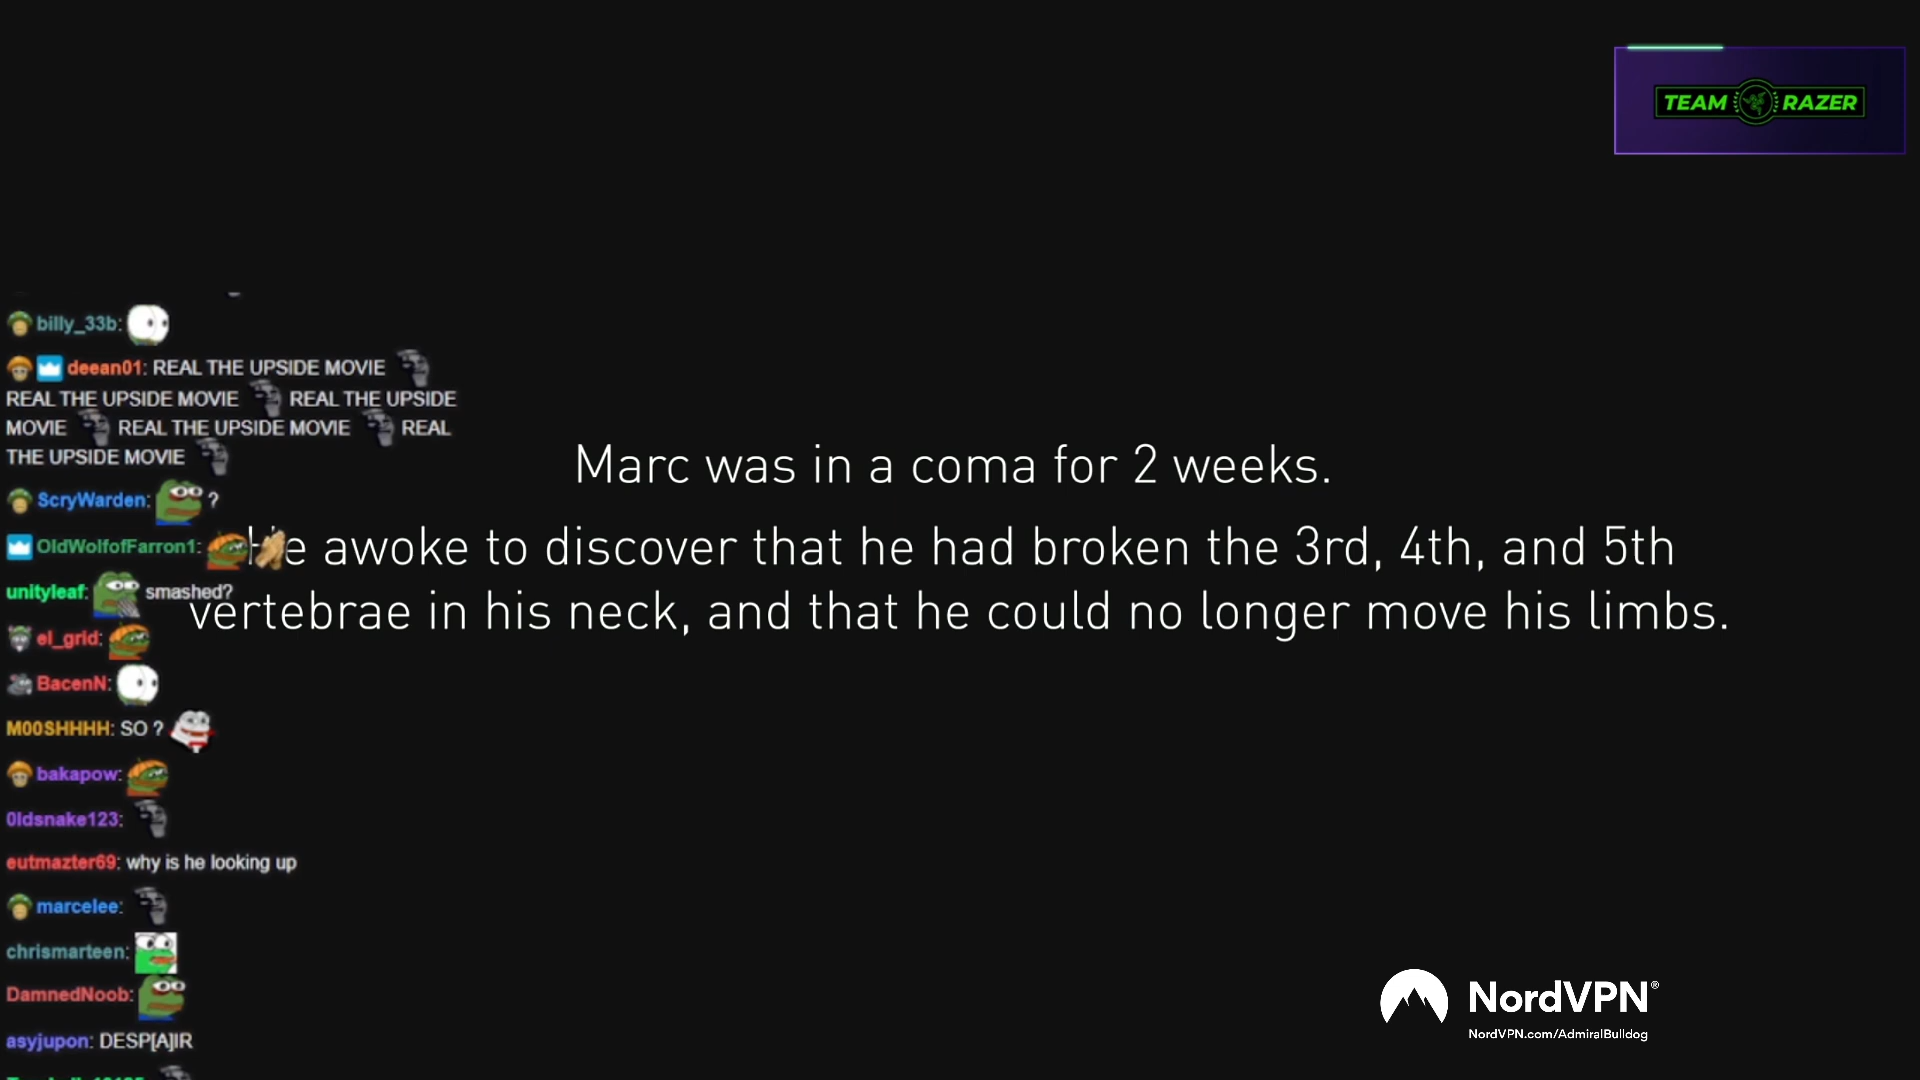 TEAM RAZER
billy_33b:
deean01: REAL THE UPSIDE MOVIE
REAL THE UPSIDE MOVIE REAL THE UPSIDE
MOVIE REAL THE UPSIDE MOVIE REAL
THE UPSIDE MOVIE
ScryWarden: ?
OldWolfofFarron1:
unityleaf: smashed?
el_grid:
BacenN:
M00SHHHH: SO ?
bakapow:
0ldsnake123:
eutmazter69: why is he looking up
marcelee:
chrismarteen:
DamnedNoob:
asyjupon: DESP[A]IR
Marc was in a coma for 2 weeks.
He awoke to discover that he had broken the 3rd, 4th, and 5th
vertebrae in his neck, and that he could no longer move his limbs.
NordVPN®
NordVPN.com/AdmiralBulldog